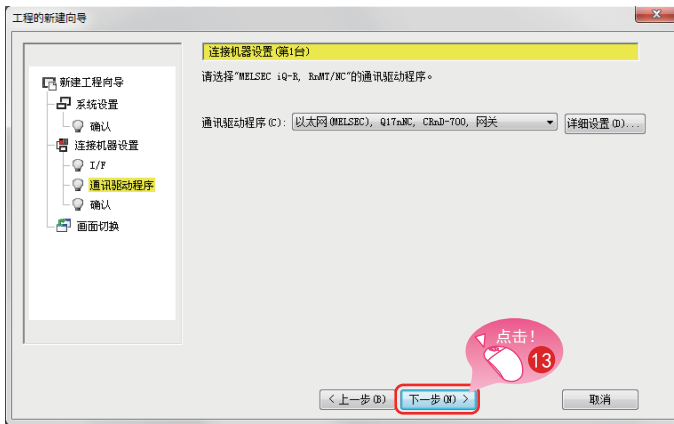 工程的新建向导
新建工程向导
系统设置
确认
连接机器设置
I/F
通讯驱动程序
确认
画面切换
连接机器设置(第1台)
请选择"MELSEC iQ-R, RnMT/NC"的通讯驱动程序。
通讯驱动程序(C): 以太网(MELSEC), Q17nNC, CRnD-700, 网关 详细设置(D)...
点击!
13
<上一步(B) 下一步(N) > 取消